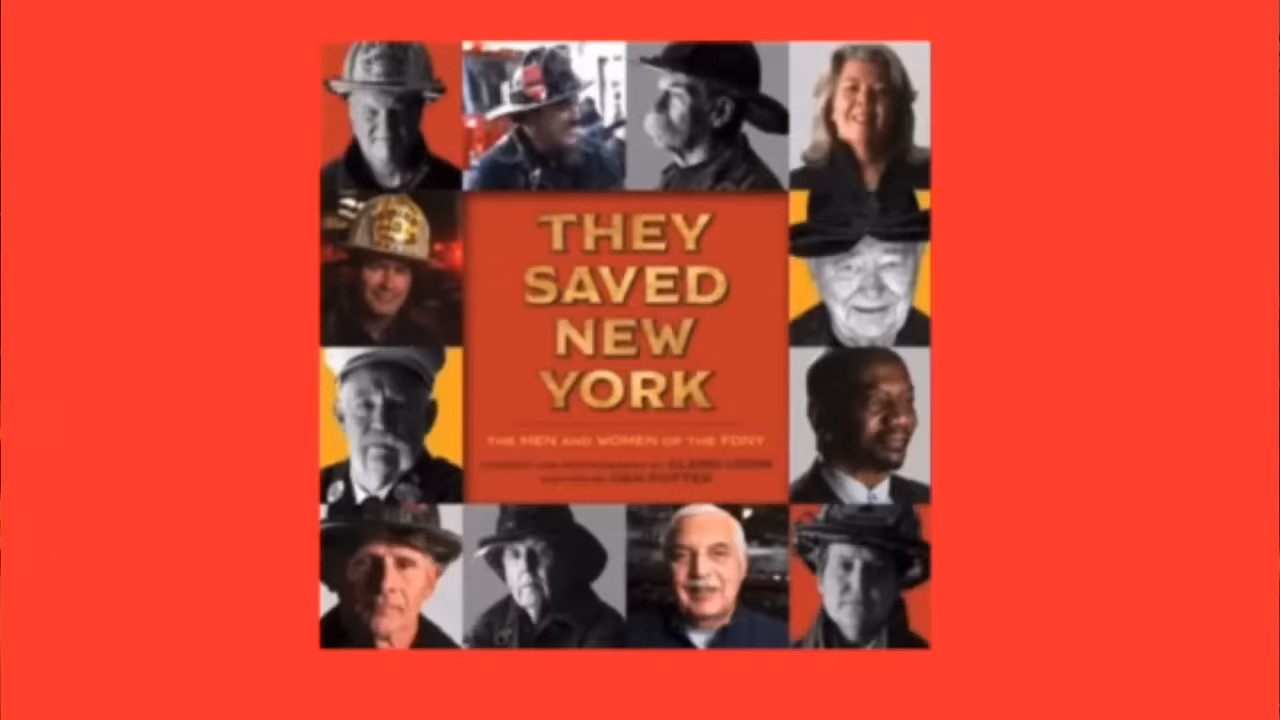 THEY
SAVED
NEW
YORK
THE MEN AND WOMEN OF THE FDNY